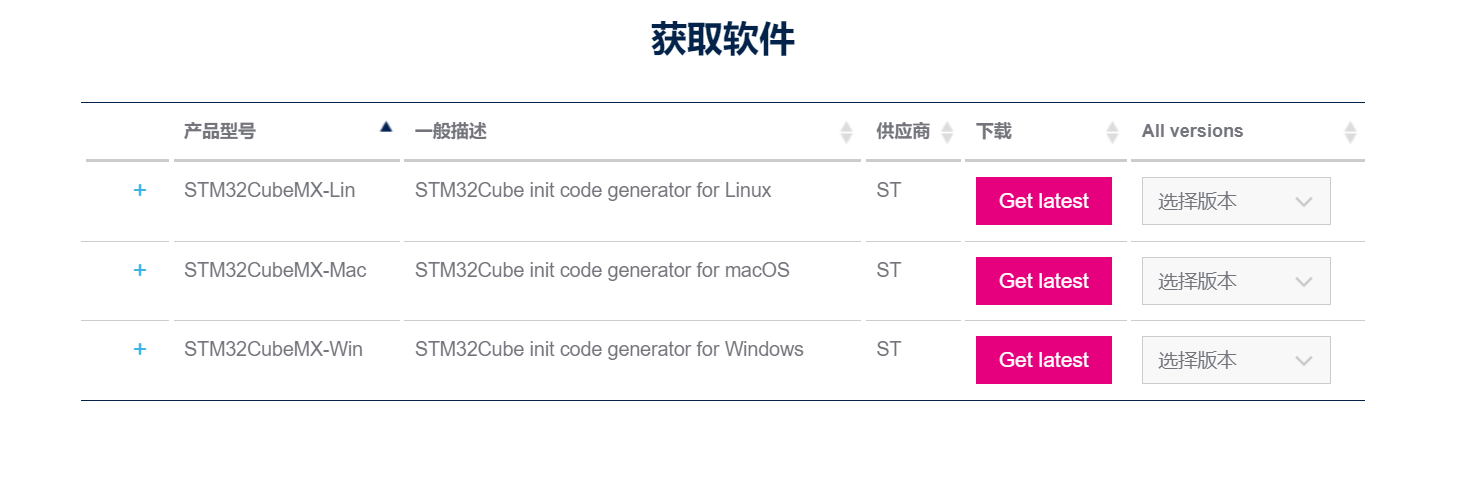 获取软件
产品型号 一般描述 供应商 下载 All versions
+ STM32CubeMX-Lin STM32Cube init code generator for Linux ST Get latest 选择版本
+ STM32CubeMX-Mac STM32Cube init code generator for macOS ST Get latest 选择版本
+ STM32CubeMX-Win STM32Cube init code generator for Windows ST Get latest 选择版本